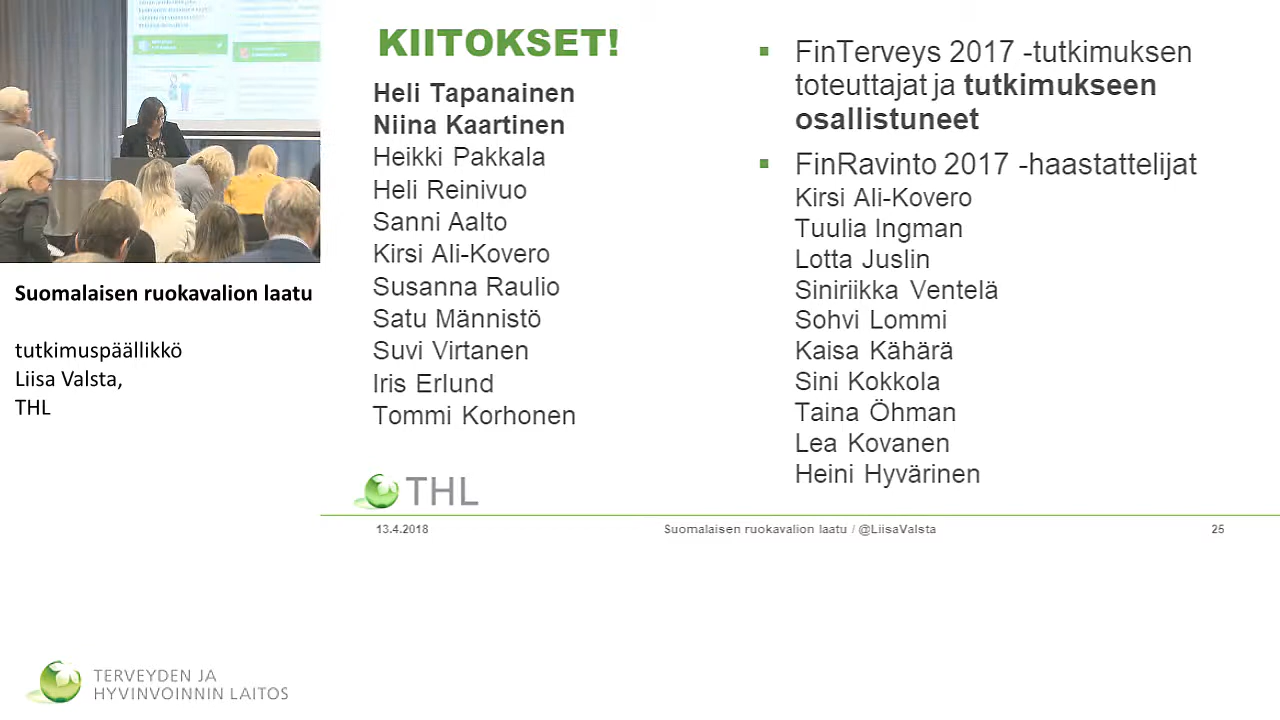 Suomalaisen ruokavalion laatu
tutkimuspäällikkö
Liisa Valsta,
THL
KIITOKSET!
Heli Tapanainen
Niina Kaartinen
Heikki Pakkala
Heli Reinivuo
Sanni Aalto
Kirsi Ali-Kovero
Susanna Raulio
Satu Männistö
Suvi Virtanen
Iris Erlund
Tommi Korhonen
▪ FinTerveys 2017 -tutkimuksen
toteuttajat ja tutkimukseen
osallistuneet
▪ FinRavinto 2017 -haastattelijat
Kirsi Ali-Kovero
Tuulia Ingman
Lotta Juslin
Siniriikka Ventelä
Sohvi Lommi
Kaisa Kähärä
Sini Kokkola
Taina Öhman
Lea Kovanen
Heini Hyvärinen
THL
13.4.2018 Suomalaisen ruokavalion laatu / @LiisaValsta 25
TERVEYDEN JA
HYVINVOINNIN LAITOS